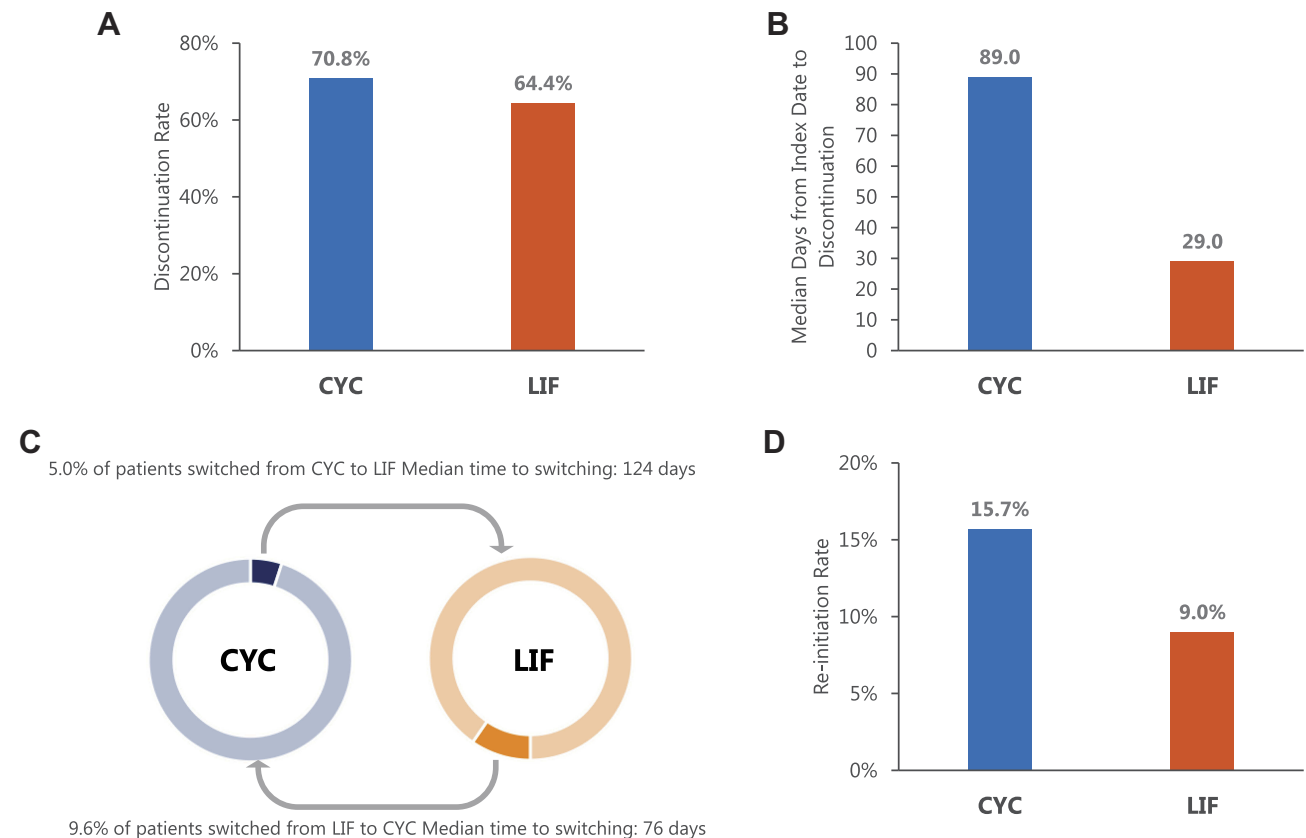 A
Discontinuation Rate
80%
60%
40%
20%
0%
70.8%
64.4%
CYC
LIF
B
Median Days from Index Date to
Discontinuation
100
90
80
70
60
50
40
30
20
10
0
89.0
29.0
CYC
LIF
C
5.0% of patients switched from CYC to LIF Median time to switching: 124 days
CYC
LIF
9.6% of patients switched from LIF to CYC Median time to switching: 76 days
D
Re-initiation Rate
20%
15%
10%
5%
0%
15.7%
9.0%
CYC
LIF